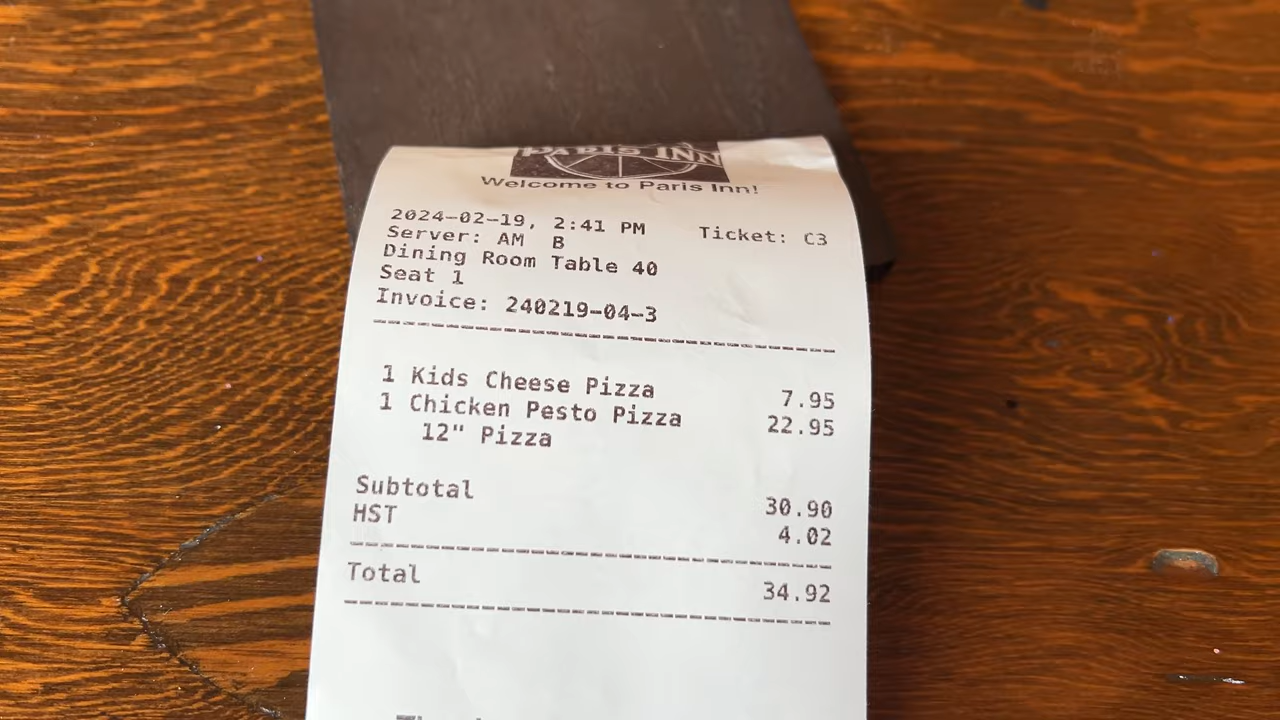 PARIS INN
Welcome to Paris Inn!
2024-02-19, 2:41 PM Ticket: C3
Server: AM B
Dining Room Table 40
Seat 1
Invoice: 240219-04-3
1 Kids Cheese Pizza 7.95
1 Chicken Pesto Pizza 22.95
12" Pizza
Subtotal 30.90
HST 4.02
Total 34.92